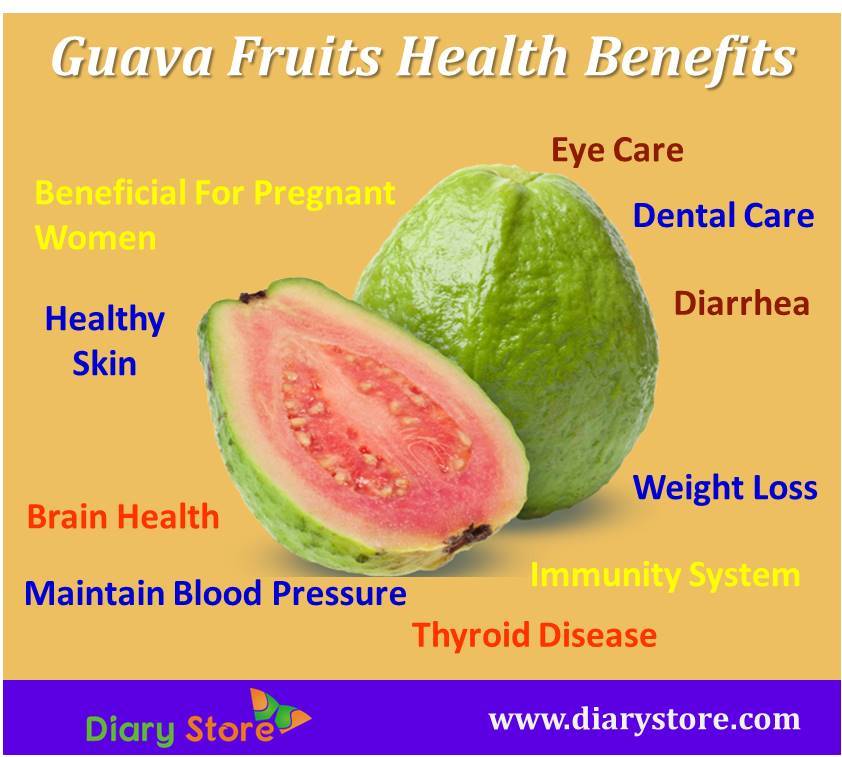 Guava Fruits Health Benefits
Eye Care
Beneficial For Pregnant
Women
Dental Care
Diarrhea
Healthy
Skin
Weight Loss
Brain Health
Immunity System
Maintain Blood Pressure
Thyroid Disease
Diary Store
www.diarystore.com